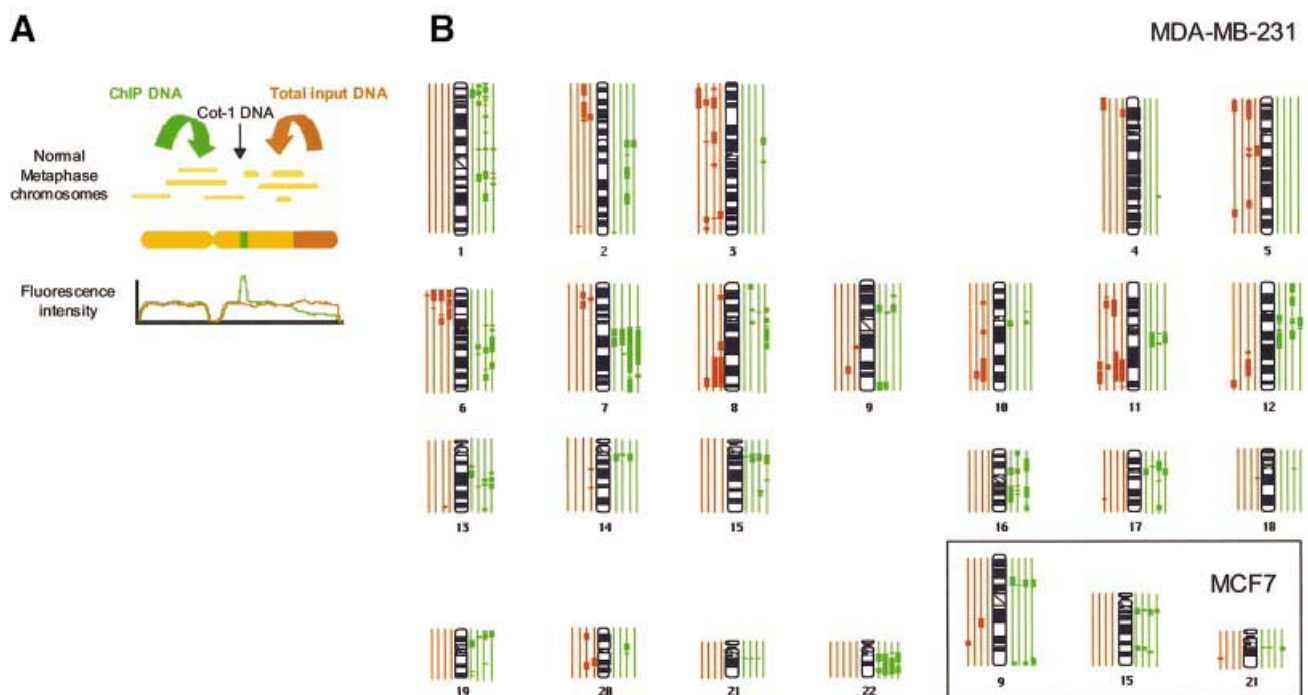 A
B
MDA-MB-231
ChIP DNA
Total input DNA
Cot-1 DNA
Normal
Metaphase
chromosomes
Fluorescence
intensity
1
2
3
4
5
6
7
8
9
10
11
12
13
14
15
16
17
18
19
20
21
22
MCF7
9
15
21